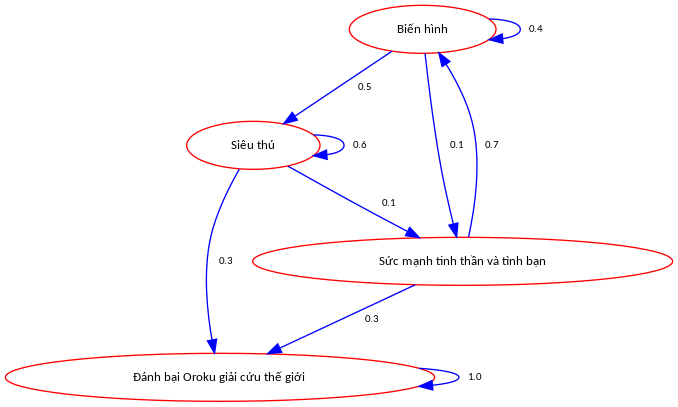 Biến hình
0.4
0.5
Siêu thú
0.6
0.1
0.7
0.1
Sức mạnh tinh thần và tình bạn
0.3
0.3
Đánh bại Oroku giải cứu thế giới
1.0